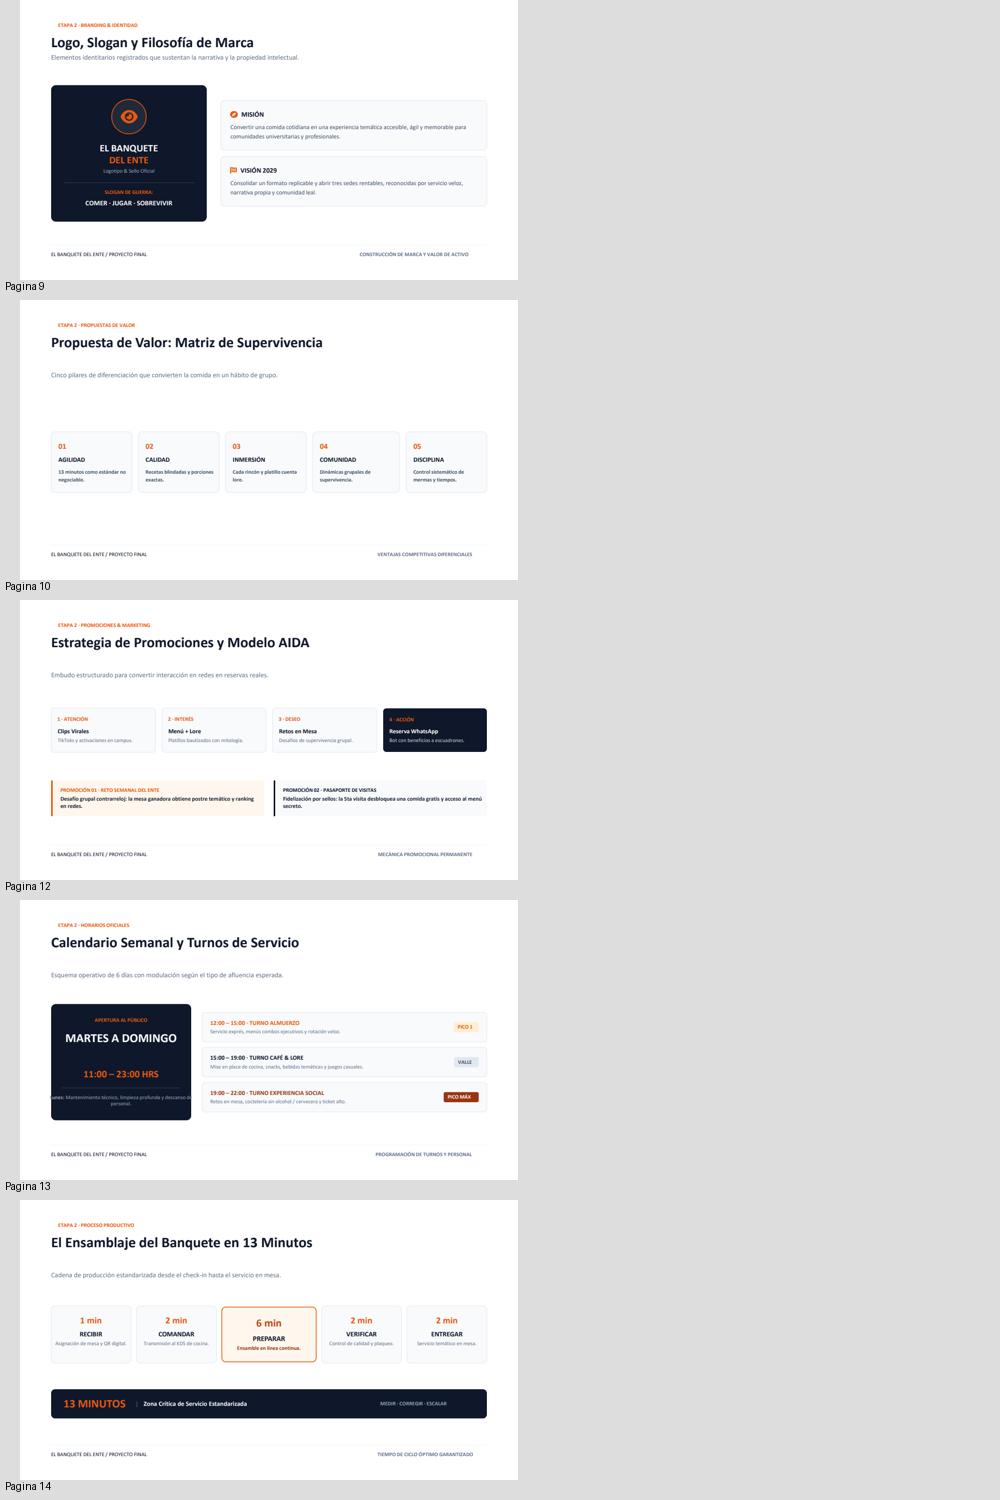 ETAPA 2 · BRANDING & IDENTIDAD
Logo, Slogan y Filosofía de Marca
Elementos identitarios registrados que sustentan la narrativa y la propiedad intelectual.
EL BANQUETE
DEL ENTE
Logotipo & Sello Oficial
SLOGAN DE GUERRA:
COMER · JUGAR · SOBREVIVIR
MISIÓN
Convertir una comida cotidiana en una experiencia temática accesible, ágil y memorable para
comunidades universitarias y profesionales.
VISIÓN 2029
Consolidar un formato replicable y abrir tres sedes rentables, reconocidas por servicio veloz,
narrativa propia y comunidad leal.
EL BANQUETE DEL ENTE / PROYECTO FINAL
CONSTRUCCIÓN DE MARCA Y VALOR DE ACTIVO
Pagina 9
ETAPA 2 · PROPUESTAS DE VALOR
Propuesta de Valor: Matriz de Supervivencia
Cinco pilares de diferenciación que convierten la comida en un hábito de grupo.
01
AGILIDAD
13 minutos como estándar no
negociable.
02
CALIDAD
Recetas blindadas y porciones
exactas.
03
INMERSIÓN
Cada rincón y platillo cuenta
loro.
04
COMUNIDAD
Dinámicas grupales de
supervivencia.
05
DISCIPLINA
Control sistemático de
mermas y tiempos.
EL BANQUETE DEL ENTE / PROYECTO FINAL
VENTAJAS COMPETITIVAS DIFERENCIALES
Pagina 10
ETAPA 2 · PROMOCIONES & MARKETING
Estrategia de Promociones y Modelo AIDA
Embudo estructurado para convertir interacción en redes en reservas reales.
1 · ATENCIÓN
Clips Virales
TikToks y activaciones en campus.
2 · INTERÉS
Menú + Lore
Platillos bautizados con mitología.
3 · DESEO
Retos en Mesa
Desafíos de supervivencia grupal.
4 · ACCIÓN
Reserva WhatsApp
Bot con beneficios a escuadrones.
PROMOCIÓN 01 · RETO SEMANAL DEL ENTE
Desafío grupal contrarreloj: la mesa ganadora obtiene postre temático y ranking
en redes.
PROMOCIÓN 02 · PASAPORTE DE VISITAS
Fidelización por sellos: la 5ta visita desbloquea una comida gratis y acceso al menú
secreto.
EL BANQUETE DEL ENTE / PROYECTO FINAL
MECÁNICA PROMOCIONAL PERMANENTE
Pagina 12
ETAPA 2 · HORARIOS OFICIALES
Calendario Semanal y Turnos de Servicio
Esquema operativo de 6 días con modulación según el tipo de afluencia esperada.
APERTURA AL PÚBLICO
MARTES A DOMINGO
11:00 – 23:00 HRS
unes: Mantenimiento técnico, limpieza profunda y descanso d
personal.
12:00 – 15:00 · TURNO ALMUERZO
Servicio exprés, menús combos ejecutivos y rotación veloz.
PICO 1
15:00 – 19:00 · TURNO CAFÉ & LORE
Mise en place de cocina, snacks, bebidas temáticas y juegos casuales.
VALLE
19:00 – 22:00 · TURNO EXPERIENCIA SOCIAL
Retos en mesa, coctelería sin alcohol / cervecera y ticket alto.
PICO MÁX
EL BANQUETE DEL ENTE / PROYECTO FINAL
PROGRAMACIÓN DE TURNOS Y PERSONAL
Pagina 13
ETAPA 2 · PROCESO PRODUCTIVO
El Ensamblaje del Banquete en 13 Minutos
Cadena de producción estandarizada desde el check-in hasta el servicio en mesa.
1 min
RECIBIR
Asignación de mesa y QR digital.
2 min
COMANDAR
Transmisión al KDS de cocina.
6 min
PREPARAR
Ensamble en línea continua.
2 min
VERIFICAR
Control de calidad y plaqueo.
2 min
ENTREGAR
Servicio temático en mesa.
13 MINUTOS | Zona Crítica de Servicio Estandarizada
MEDIR · CORREGIR · ESCALAR
EL BANQUETE DEL ENTE / PROYECTO FINAL
TIEMPO DE CICLO ÓPTIMO GARANTIZADO
Pagina 14